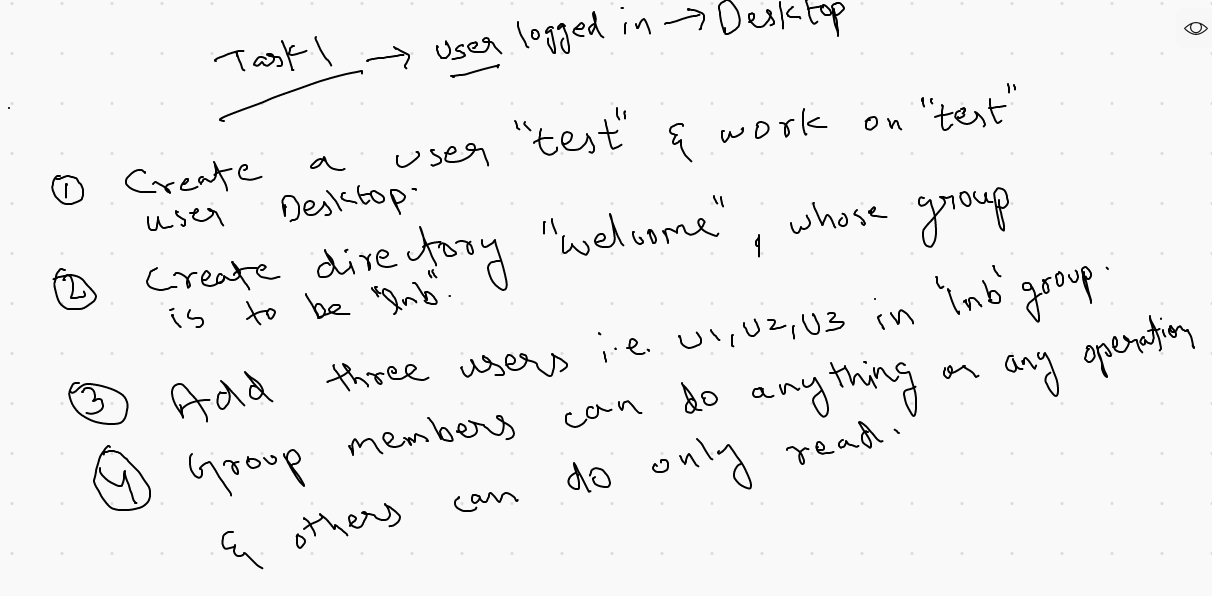 Task 1 → user logged in → Desktop
① Create a user "test" & work on "test"
user Desktop.
② Create directory "welcome", whose group
is to be "lnb".
③ Add three users i.e. U1, U2, U3 in 'lnb' group.
④ Group members can do anything or any operation
& others can do only read.